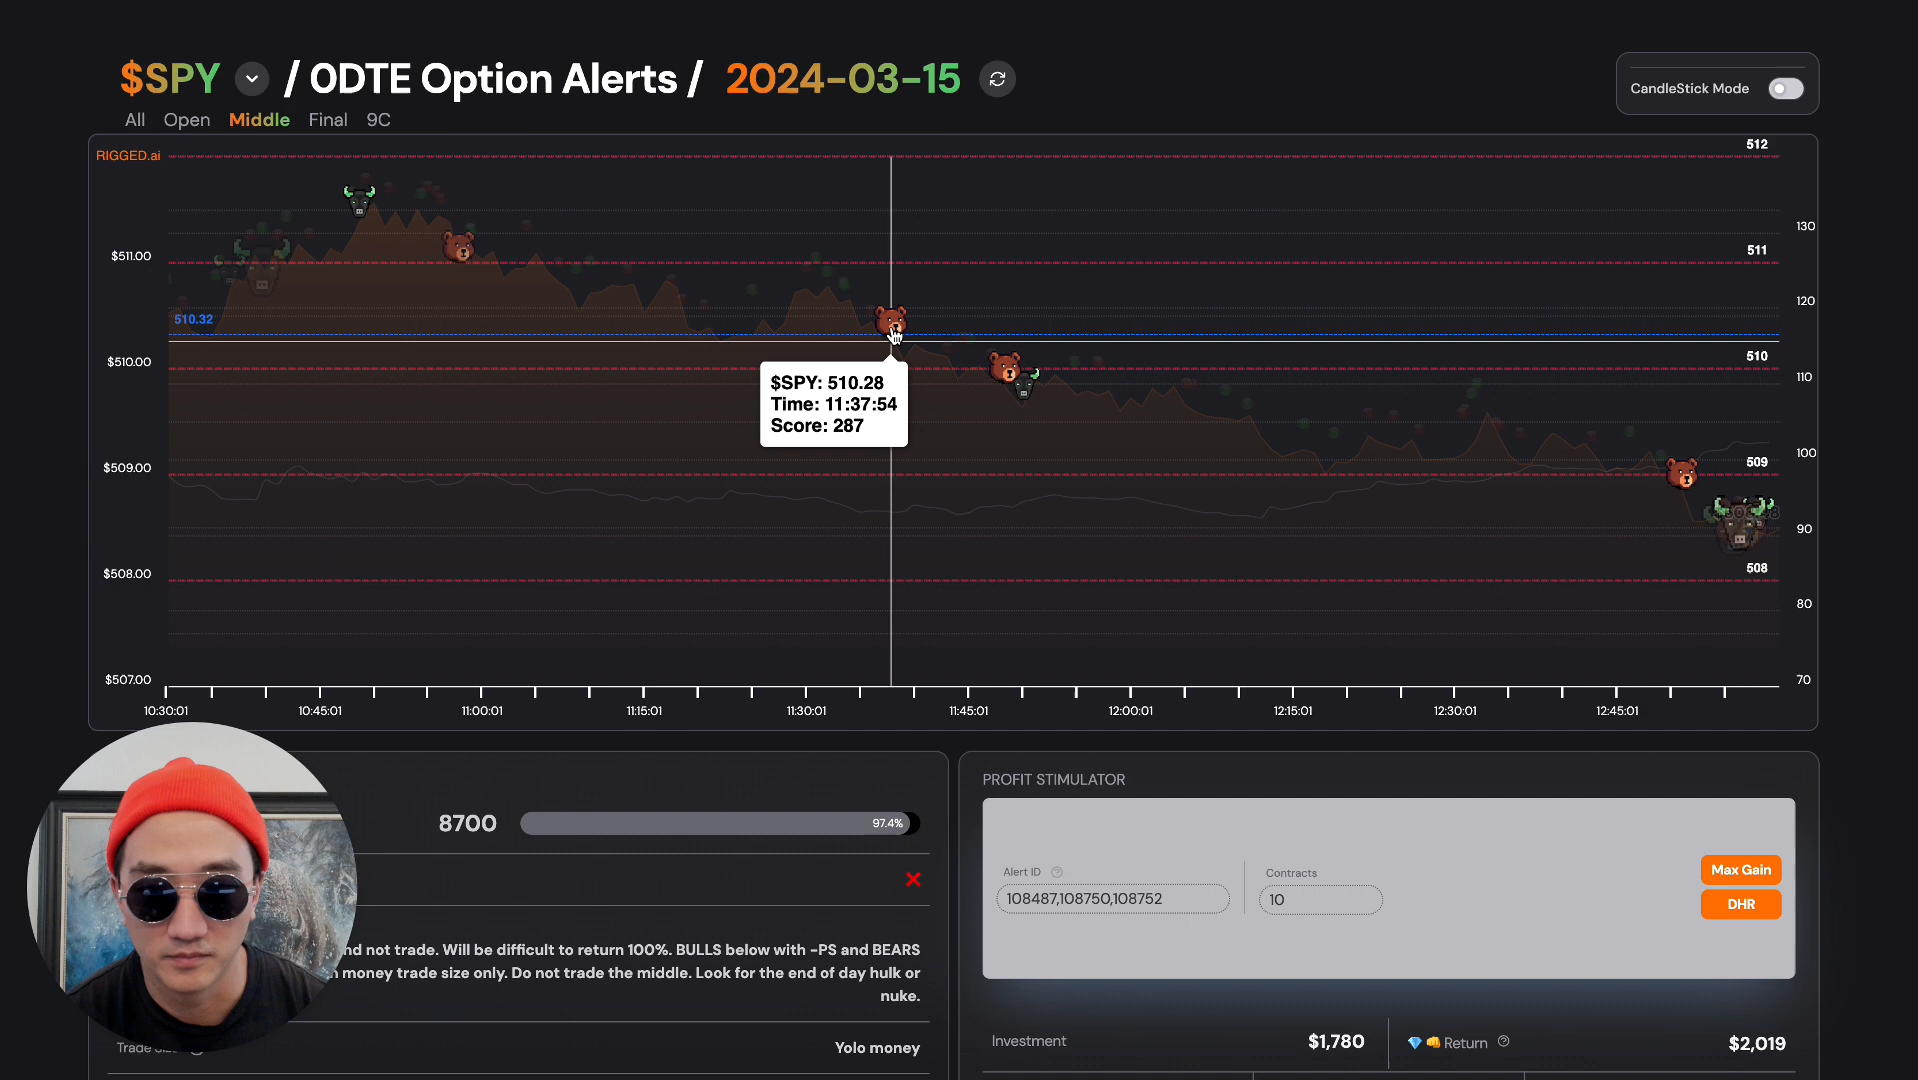 $SPY / 0DTE Option Alerts / 2024-03-15
CandleStick Mode
All Open Middle Final 9C
RIGGED.ai
512
130
$511.00
511
120
510.32
$510.00
510
110
$SPY: 510.28
Time: 11:37:54
Score: 287
$509.00
509
100
90
$508.00
508
80
$507.00
70
10:30:01 10:45:01 11:00:01 11:15:01 11:30:01 11:45:01 12:00:01 12:15:01 12:30:01 12:45:01
8700
97.4%
nd not trade. Will be difficult to return 100%. BULLS below with -PS and BEARS
money trade size only. Do not trade the middle. Look for the end of day hulk or
nuke.
Trade
Yolo money
PROFIT STIMULATOR
Alert ID
108487,108750,108752
Contracts
10
Max Gain
DHR
Investment
$1,780
Return
$2,019